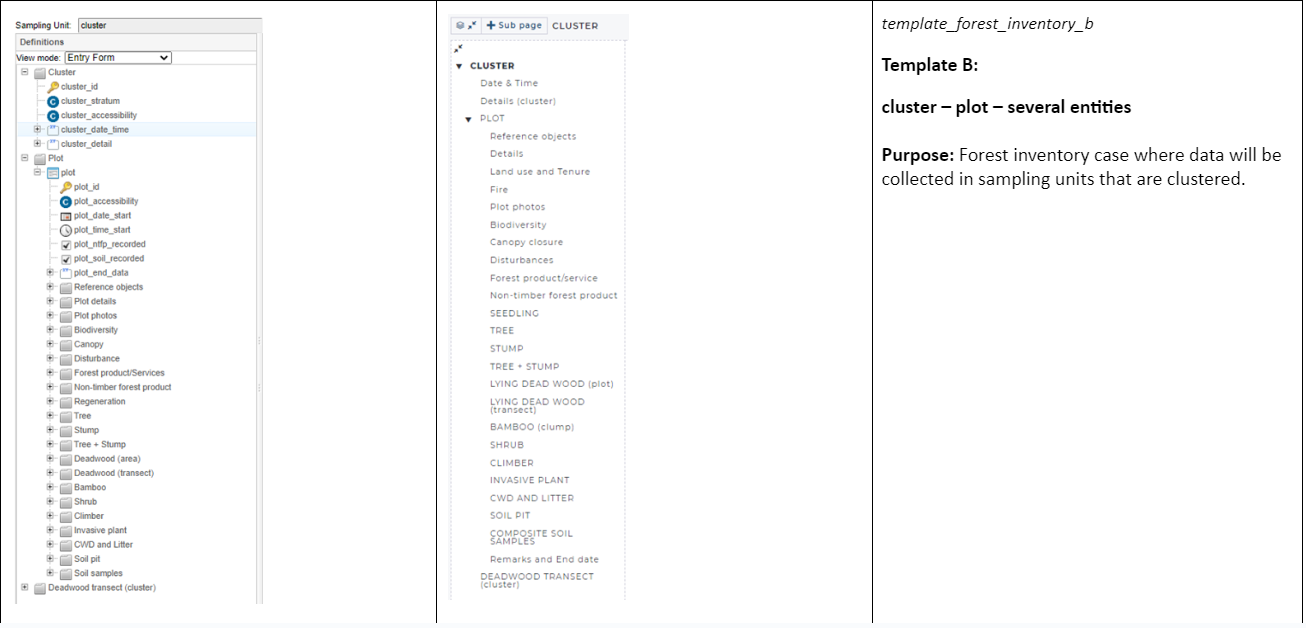 Sampling Unit: cluster
Definitions
View mode: Entry Form
Cluster
cluster_id
cluster_stratum
cluster_accessibility
cluster_date_time
cluster_detail
Plot
plot
plot_id
plot_accessibility
plot_date_start
plot_time_start
plot_ntfp_recorded
plot_soil_recorded
plot_end_data
Reference objects
Plot details
Plot photos
Biodiversity
Canopy
Disturbance
Forest product/Services
Non-timber forest product
Regeneration
Tree
Stump
Tree + Stump
Deadwood (area)
Deadwood (transect)
Bamboo
Shrub
Climber
Invasive plant
CWD and Litter
Soil pit
Soil samples
Deadwood transect (cluster)
+ Sub page CLUSTER
CLUSTER
Date & Time
Details (cluster)
PLOT
Reference objects
Details
Land use and Tenure
Fire
Plot photos
Biodiversity
Canopy closure
Disturbances
Forest product/service
Non-timber forest product
SEEDLING
TREE
STUMP
TREE + STUMP
LYING DEAD WOOD (plot)
LYING DEAD WOOD
(transect)
BAMBOO (clump)
SHRUB
CLIMBER
INVASIVE PLANT
CWD AND LITTER
SOIL PIT
COMPOSITE SOIL
SAMPLES
Remarks and End date
DEADWOOD TRANSECT
(cluster)
template_forest_inventory_b
Template B:
cluster – plot – several entities
Purpose: Forest inventory case where data will be
collected in sampling units that are clustered.